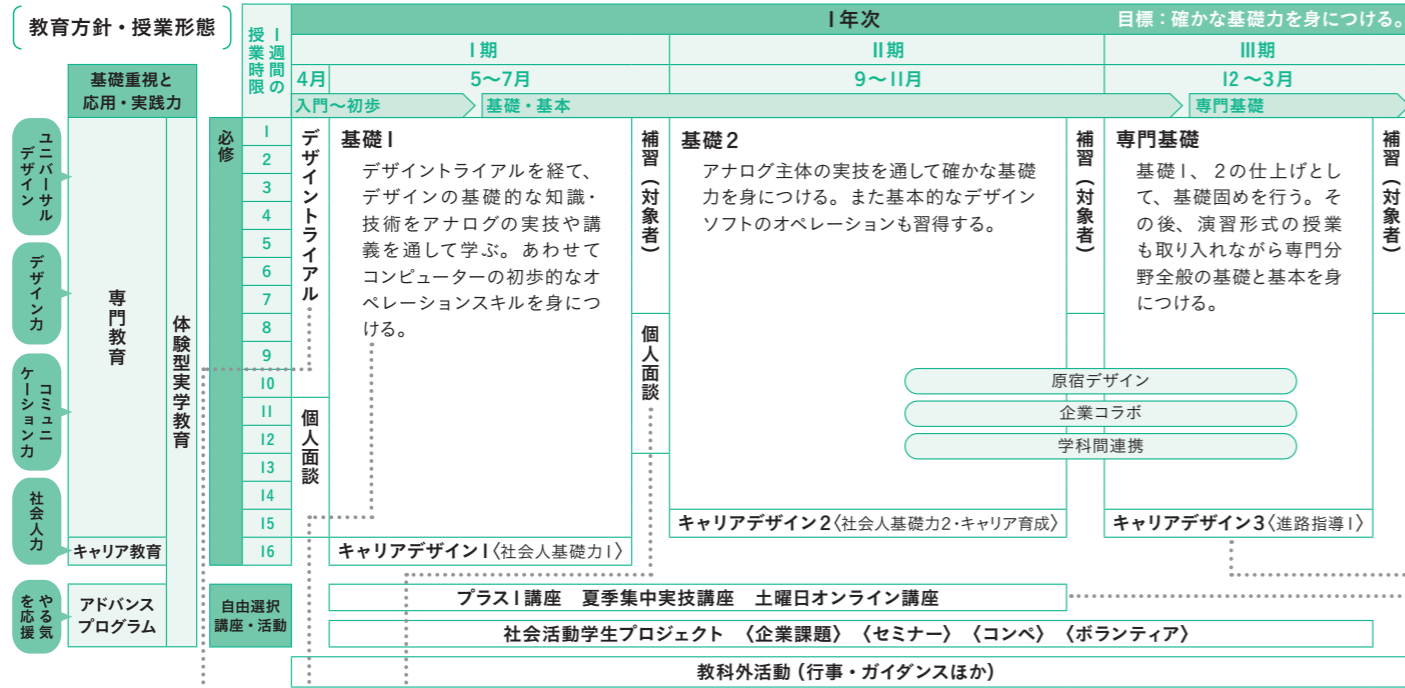 教育方針・授業形態
1週間の
授業時限
1年次
目標：確かな基礎力を身につける。
I期
II期
III期
4月
5〜7月
9〜11月
12〜3月
入門〜初歩
基礎・基本
専門基礎
基礎重視と
応用・実践力
ユニバーサル
デザイン
デザイン力
コミュニ
ケーション力
社会人力
やる気
を応援
専門教育
体験型実学教育
キャリア教育
アドバンス
プログラム
必修
1
2
3
4
5
6
7
8
9
10
11
12
13
14
15
16
デザイントライアル
個人面談
基礎1
デザイントライアルを経て、
デザインの基礎的な知識・
技術をアナログの実技や講
義を通して学ぶ。あわせて
コンピューターの初歩的なオ
ペレーションスキルを身につ
ける。
キャリアデザイン1〈社会人基礎力1〉
補習（対象者）
個人面談
基礎2
アナログ主体の実技を通して確かな基礎
力を身につける。また基本的なデザイン
ソフトのオペレーションも習得する。
キャリアデザイン2〈社会人基礎力2・キャリア育成〉
補習（対象者）
専門基礎
基礎1、2の仕上げとし
て、基礎固めを行う。そ
の後、演習形式の授業
も取り入れながら専門分
野全般の基礎と基本を身
につける。
キャリアデザイン3〈進路指導1〉
補習（対象者）
原宿デザイン
企業コラボ
学科間連携
自由選択
講座・活動
プラス1講座　夏季集中実技講座　土曜日オンライン講座
社会活動学生プロジェクト　〈企業課題〉〈セミナー〉〈コンペ〉〈ボランティア〉
教科外活動（行事・ガイダンスほか）